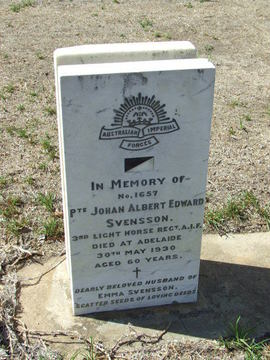 AUSTRALIAN IMPERIAL
FORCES
IN MEMORY OF
No. 1657
PTE JOHAN ALBERT EDWARD
SVENSSON.
3RD LIGHT HORSE REGT. A.I.F.
DIED AT ADELAIDE
30TH MAY 1930
AGED 60 YEARS.
DEARLY BELOVED HUSBAND OF
EMMA SVENSSON.
SCATTER SEEDS OF LOVING DEEDS